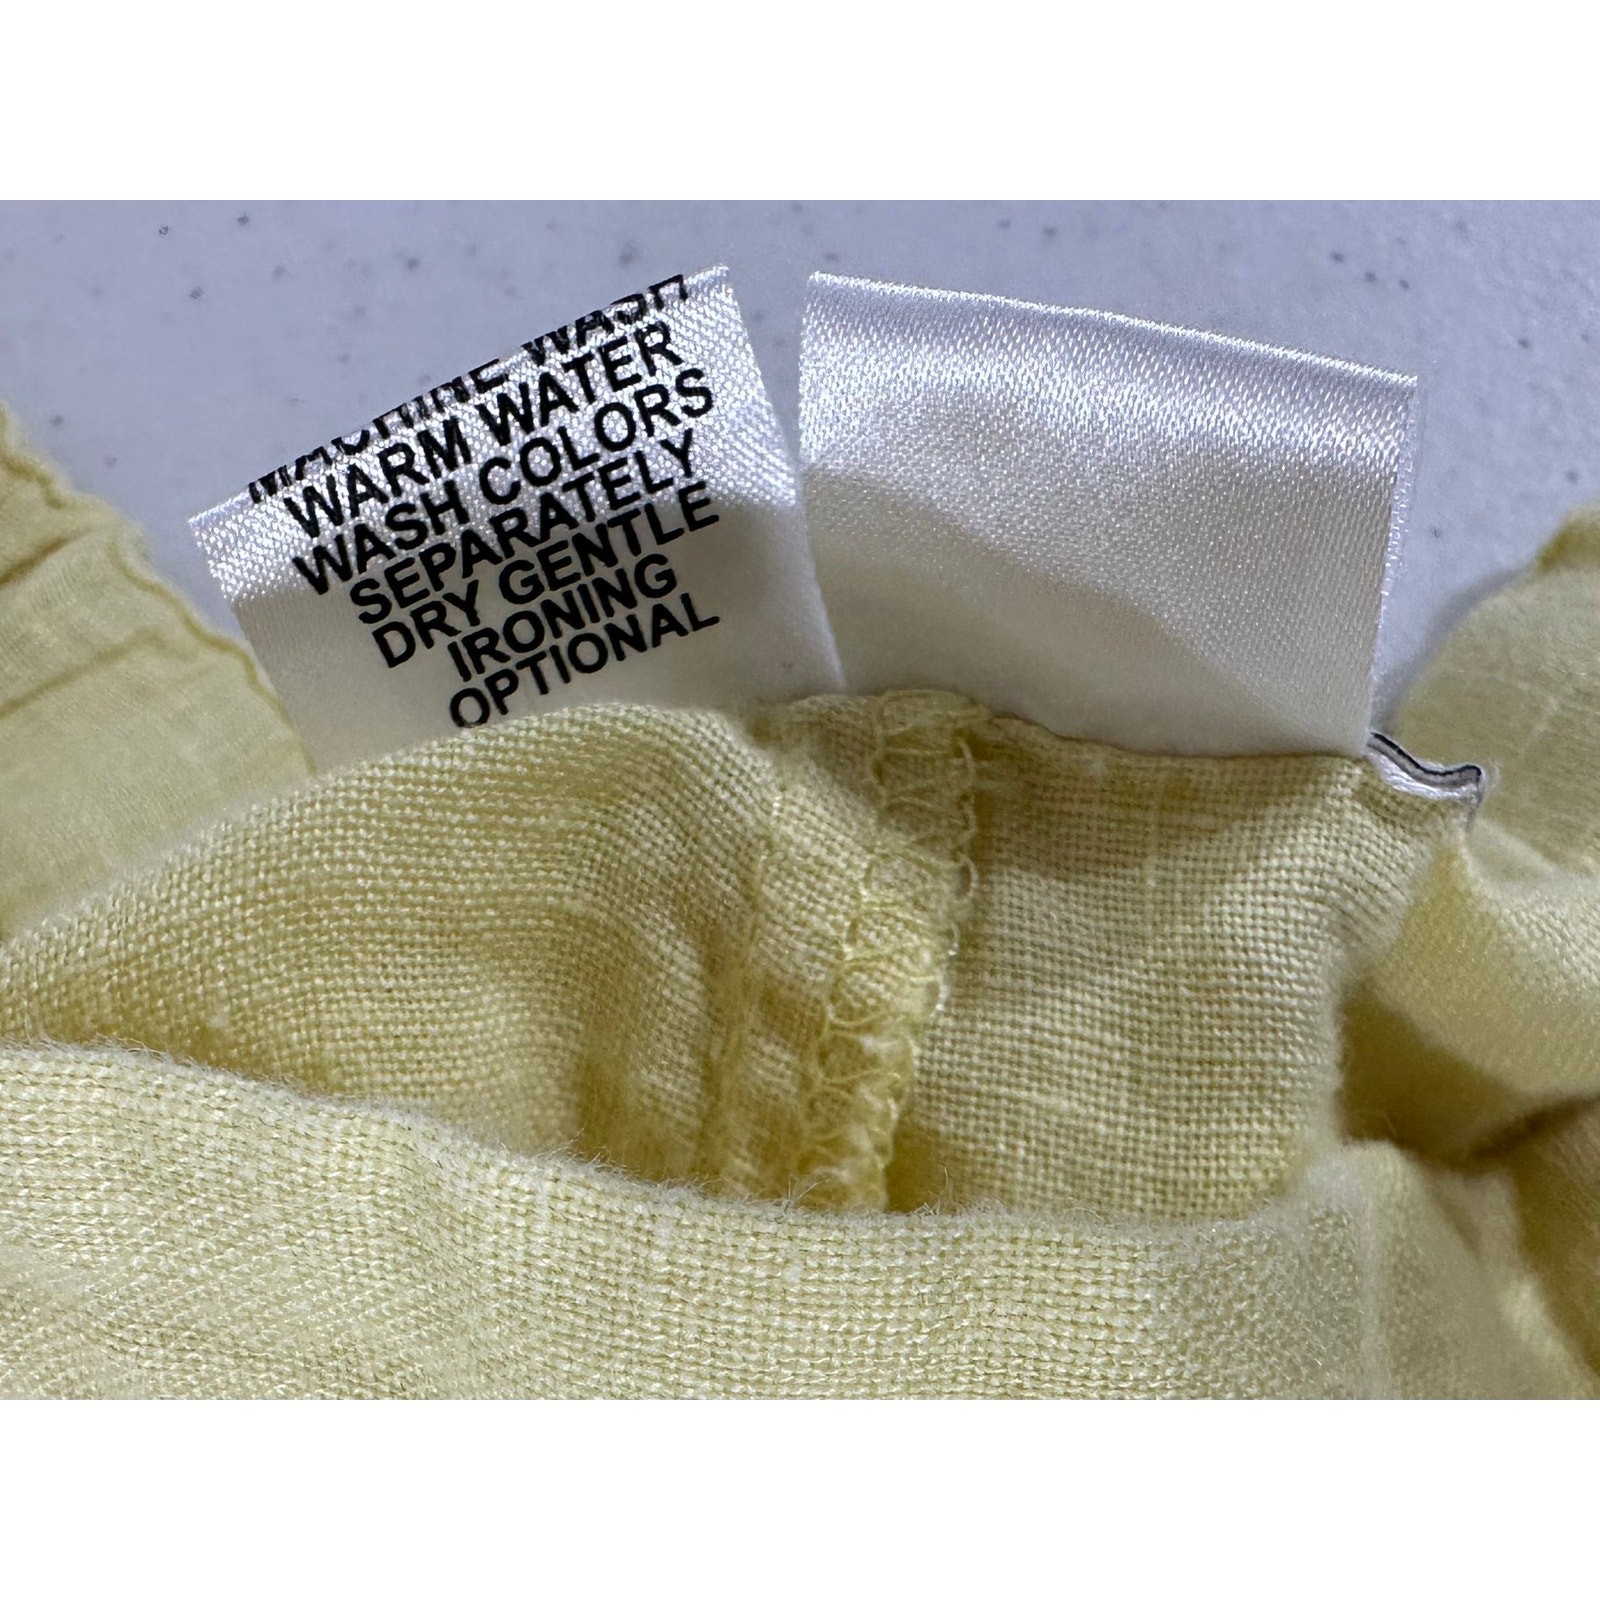 MACHINE WASH
WARM WATER
WASH COLORS
SEPARATELY
DRY GENTLE
IRONING
OPTIONAL